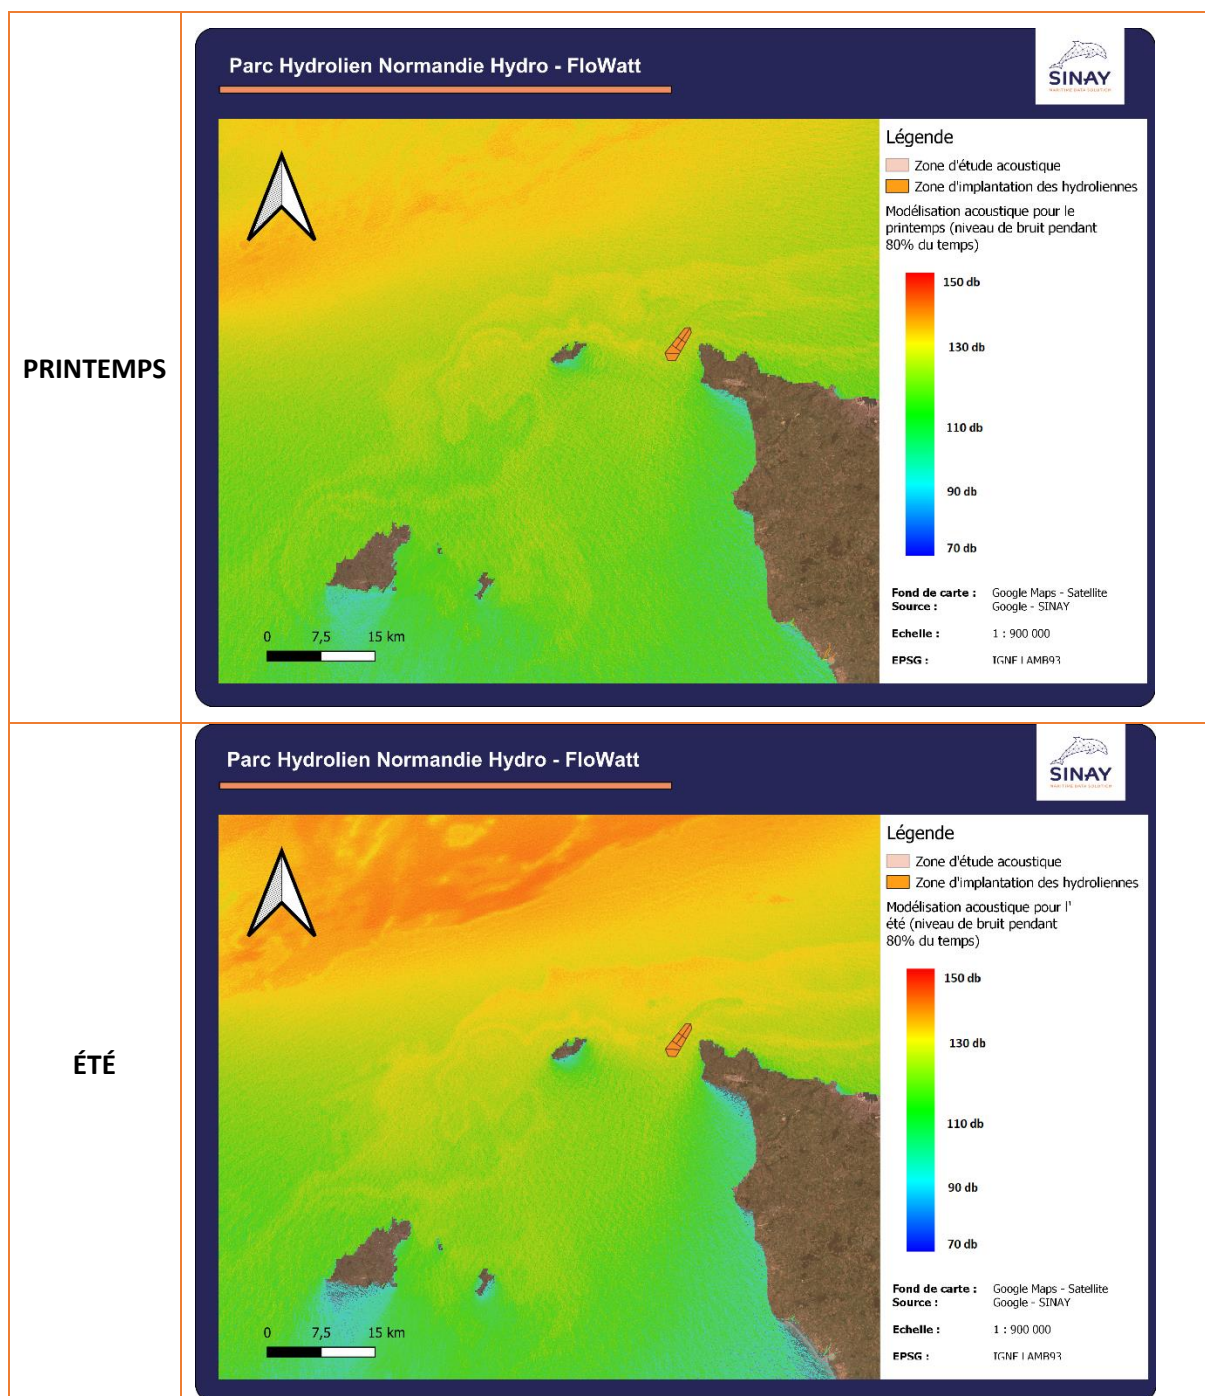 PRINTEMPS
Parc Hydrolien Normandie Hydro - FloWatt
SINAY
MARITIME DATA SOLUTION
Légende
Zone d'étude acoustique
Zone d'implantation des hydroliennes
Modélisation acoustique pour le
printemps (niveau de bruit pendant
80% du temps)
150 db
130 db
110 db
90 db
70 db
Fond de carte : Google Maps - Satellite
Source : Google - SINAY
Echelle : 1 : 900 000
EPSG : IGNF LAMB93
0 7,5 15 km
ÉTÉ
Parc Hydrolien Normandie Hydro - FloWatt
SINAY
MARITIME DATA SOLUTION
Légende
Zone d'étude acoustique
Zone d'implantation des hydroliennes
Modélisation acoustique pour l'
été (niveau de bruit pendant
80% du temps)
150 db
130 db
110 db
90 db
70 db
Fond de carte : Google Maps - Satellite
Source : Google - SINAY
Echelle : 1 : 900 000
EPSG : IGNF LAMB93
0 7,5 15 km